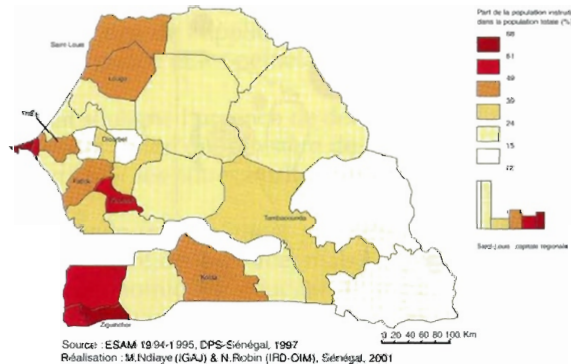 Part de la population instruite
dans la population totale (%)
68
61
49
39
24
15
12
Saint-Louis
Louga
Diourbel
Kaolack
Tambacounda
Kolda
Ziguinchor
Saint-Louis : capitale régionale
0 20 40 60 80 100 Km
Source : ESAM 1994-1995, DPS-Sénégal, 1997
Réalisation : M.Ndiaye (IGAJ) & N.Robin (IRD-OIM), Sénégal, 2001